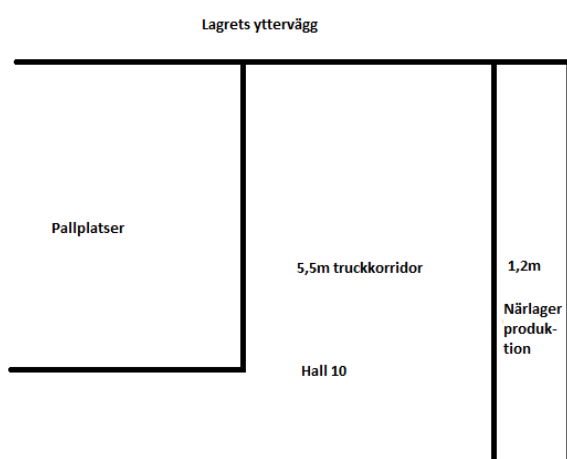 Lagrets yttervägg
Pallplatser
5,5m truckkorridor
1,2m
Närlager
produk-
tion
Hall 10